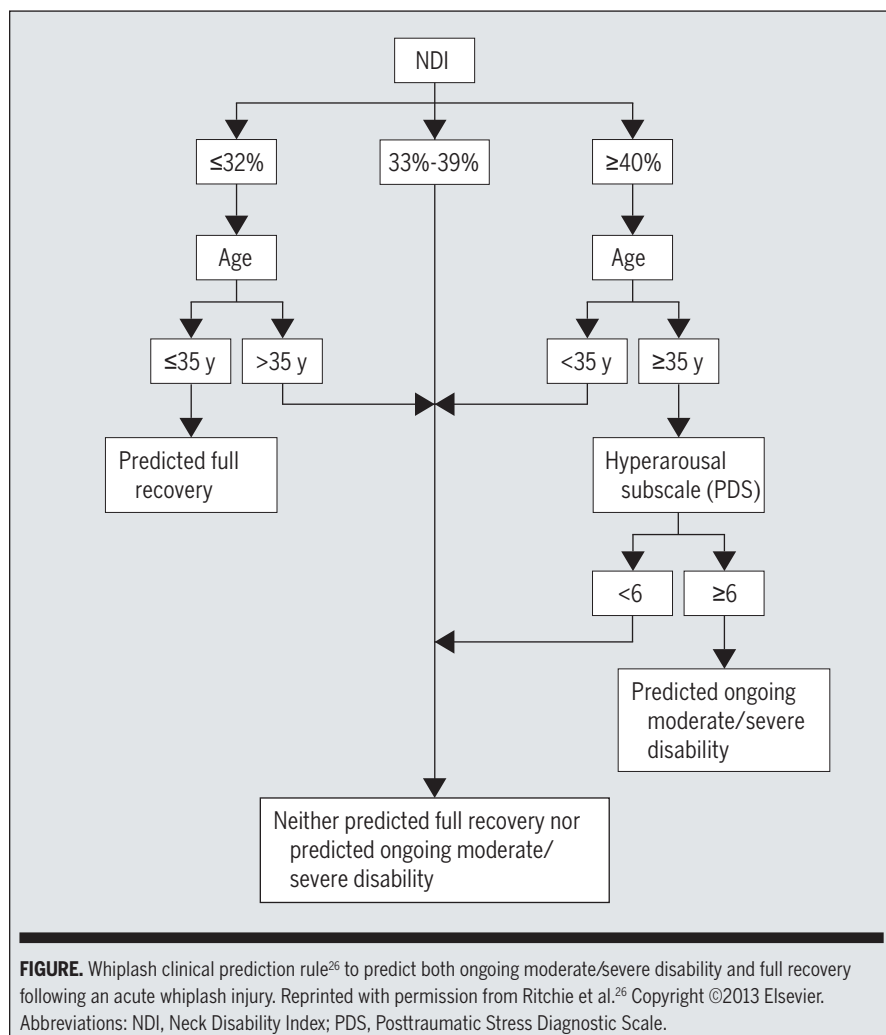 NDI
≤32%
33%-39%
≥40%
Age
Age
≤35 y
>35 y
<35 y
≥35 y
Predicted full
recovery
Hyperarousal
subscale (PDS)
<6
≥6
Predicted ongoing
moderate/severe
disability
Neither predicted full recovery nor
predicted ongoing moderate/
severe disability
FIGURE. Whiplash clinical prediction rule26 to predict both ongoing moderate/severe disability and full recovery
following an acute whiplash injury. Reprinted with permission from Ritchie et al.26 Copyright ©2013 Elsevier.
Abbreviations: NDI, Neck Disability Index; PDS, Posttraumatic Stress Diagnostic Scale.